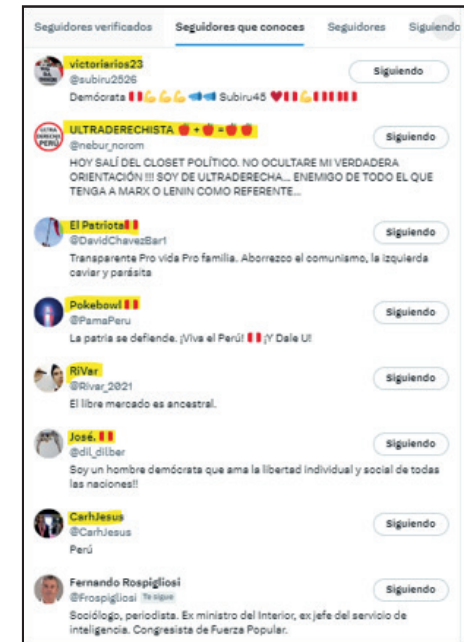 Seguidores verificados Seguidores que conoces Seguidores Siguiendo
victoriarios23
@subiru2526
Siguiendo
Demócrata 🇵🇪💪💪💪📣📣 Subiru45 ❤️🇵🇪💪🇵🇪🇵🇪🇵🇪
ULTRADERECHISTA 🍎 + 🍎 =🍎🍎
@nebur_norom
Siguiendo
HOY SALÍ DEL CLOSET POLÍTICO. NO OCULTARE MI VERDADERA
ORIENTACIÓN !!! SOY DE ULTRADERECHA... ENEMIGO DE TODO EL QUE
TENGA A MARX O LENIN COMO REFERENTE...
El Patriota🇵🇪
@DavidChavezBar1
Siguiendo
Transparente Pro vida Pro familia. Aborrezco el comunismo, la izquierda
caviar y parásita
Pokebowl 🇵🇪
@PamaPeru
Siguiendo
La patria se defiende. ¡Viva el Perú! 🇵🇪 ¡Y Dale U!
RiVar
@Rivar_2021
Siguiendo
El libre mercado es ancestral.
José. 🇵🇪
@dil_dilber
Siguiendo
Soy un hombre demócrata que ama la libertad individual y social de todas
las naciones!!
CarhJesus
@CarhJesus
Siguiendo
Perú
Fernando Rospigliosi
@Frospigliosi Te sigue
Siguiendo
Sociólogo, periodista. Ex ministro del Interior, ex jefe del servicio de
inteligencia. Congresista de Fuerza Popular.
ULTRA
DERECHA
PERÚ